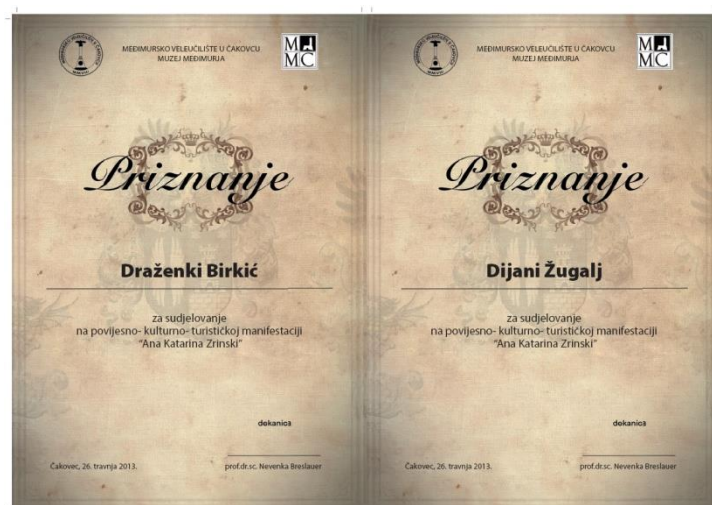 MEĐIMURSKO VELEUČILIŠTE U ČAKOVCU
MUZEJ MEĐIMURJA
M
MC
Priznanje
Draženki Birkić
za sudjelovanje
na povijesno- kulturno- turističkoj manifestaciji
"Ana Katarina Zrinski"
dekanica
Čakovec, 26. travnja 2013.
prof.dr.sc. Nevenka Breslauer
MEĐIMURSKO VELEUČILIŠTE U ČAKOVCU
MUZEJ MEĐIMURJA
M
MC
Priznanje
Dijani Žugalj
za sudjelovanje
na povijesno- kulturno- turističkoj manifestaciji
"Ana Katarina Zrinski"
dekanica
Čakovec, 26. travnja 2013.
prof.dr.sc. Nevenka Breslauer